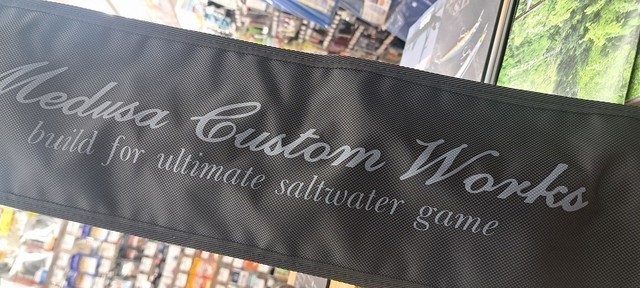 Medusa Custom Works
build for ultimate saltwater game